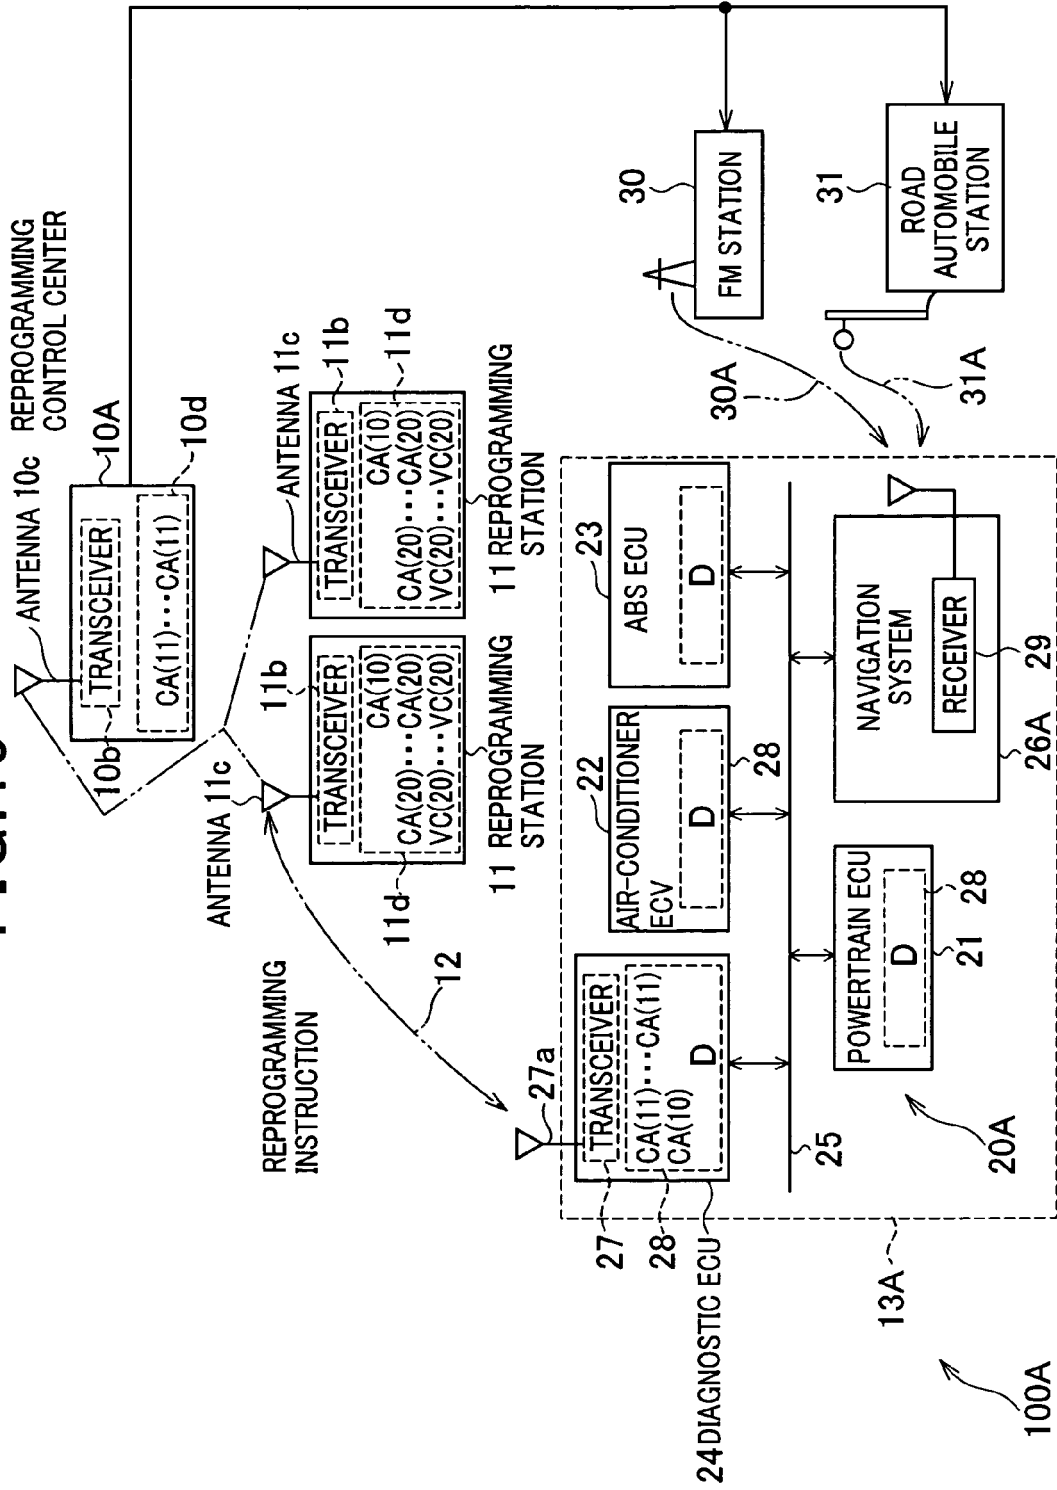 REPROGRAMMING
CONTROL CENTER
10A
ANTENNA 10c
TRANSCEIVER
10b
CA(11)···CA(11)
10d
ANTENNA 11c
TRANSCEIVER
11b
CA(10)
CA(20)···CA(20)
VC(20)···VC(20)
11d
11 REPROGRAMMING
STATION
ANTENNA 11c
TRANSCEIVER
11b
CA(10)
CA(20)···CA(20)
VC(20)···VC(20)
11d
11 REPROGRAMMING
STATION
REPROGRAMMING
INSTRUCTION
12
30
FM STATION
30A
31
ROAD
AUTOMOBILE
STATION
31A
27a
TRANSCEIVER
27
CA(11)···CA(11)
CA(10)
D
28
24 DIAGNOSTIC ECU
22
AIR-CONDITIONER
ECV
D
28
23
ABS ECU
D
25
POWERTRAIN ECU
D
28
21
NAVIGATION
SYSTEM
RECEIVER
29
26A
20A
13A
100A